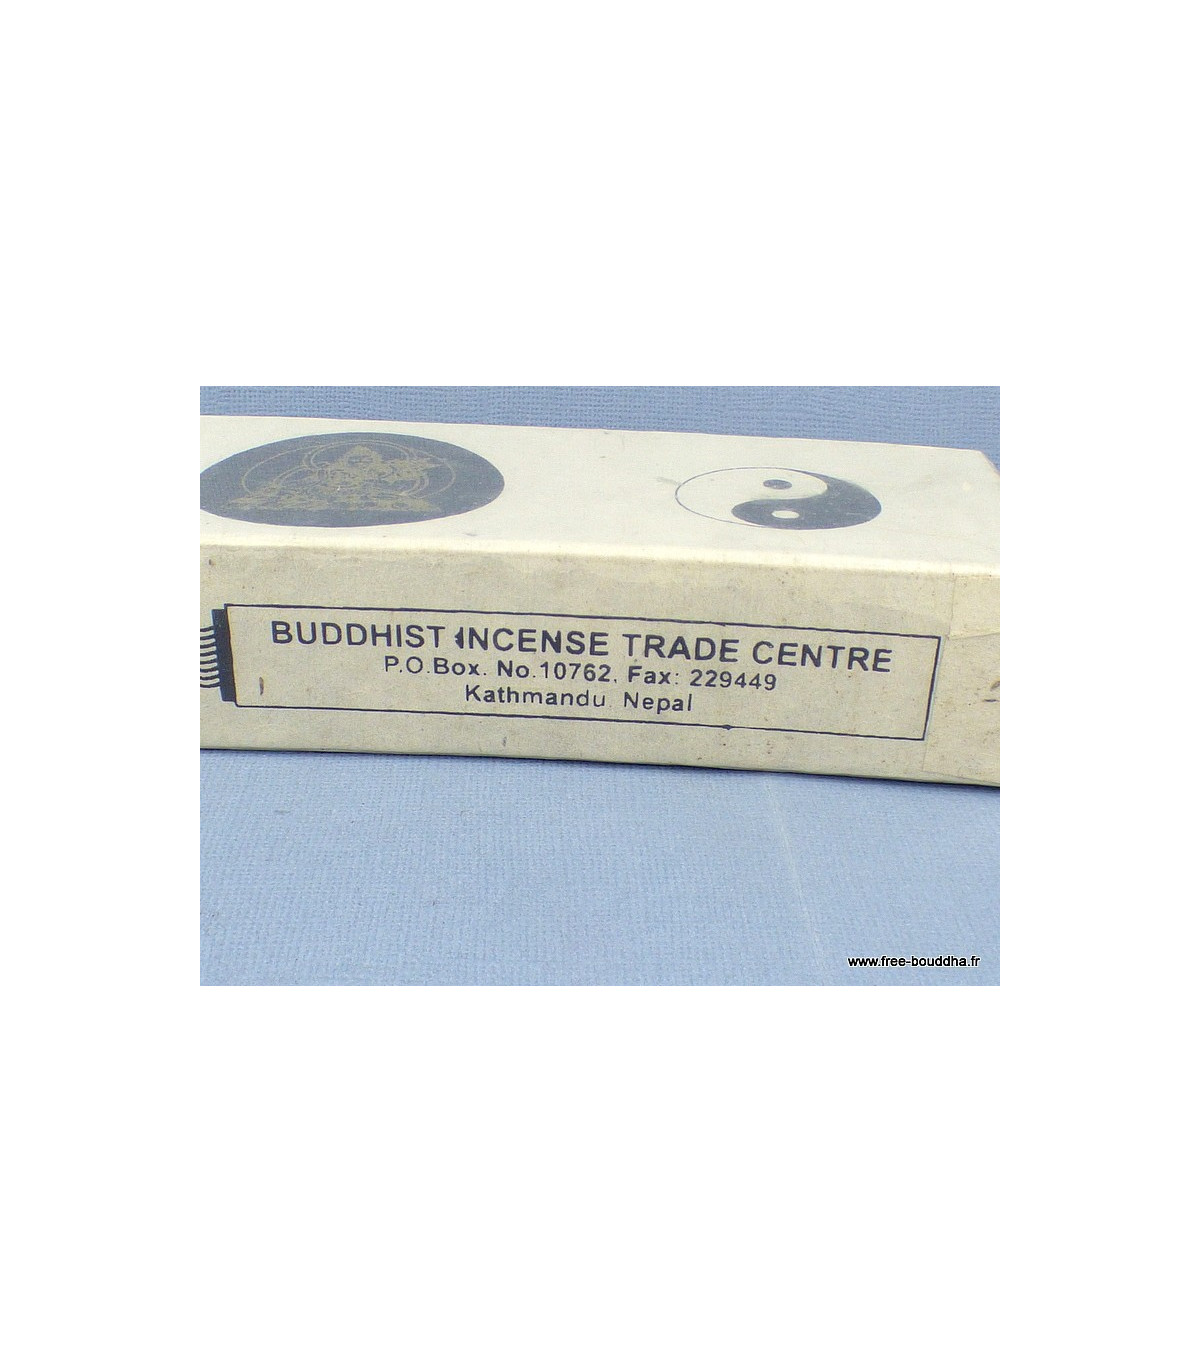 BUDDHIST INCENSE TRADE CENTRE
P.O.Box. No.10762, Fax: 229449
Kathmandu. Nepal
www.free-bouddha.fr